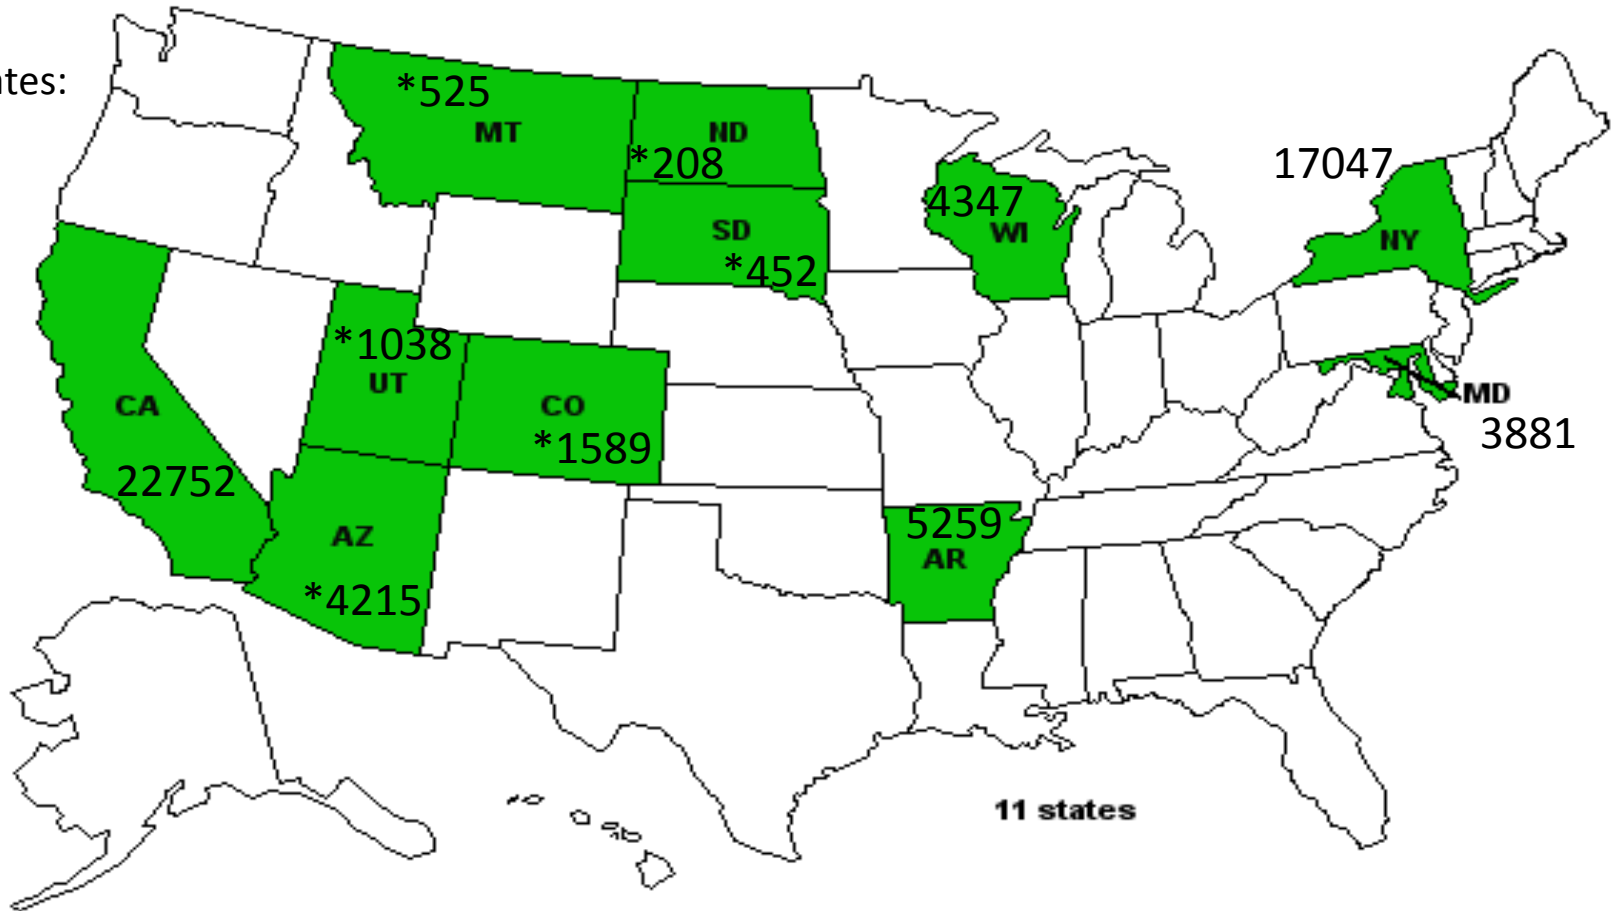 ates:
*525
MT
ND
*208
SD
*452
4347
WI
17047
NY
*1038
UT
CO
*1589
CA
22752
AZ
*4215
5259
AR
MD
3881
11 states